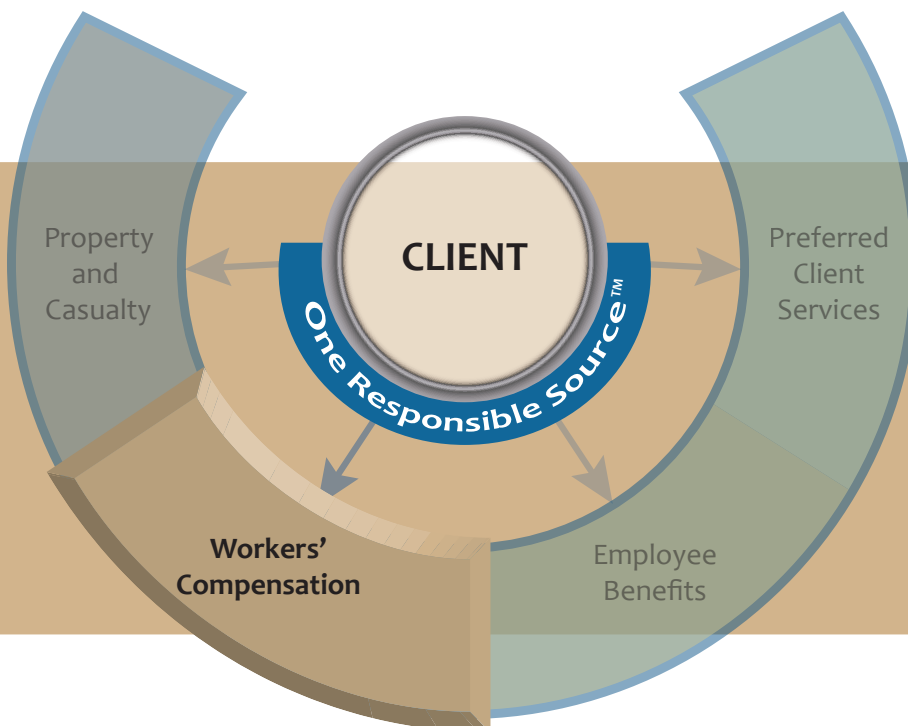 CLIENT
One Responsible Source™
Property
and
Casualty
Preferred
Client
Services
Workers’
Compensation
Employee
Benefits